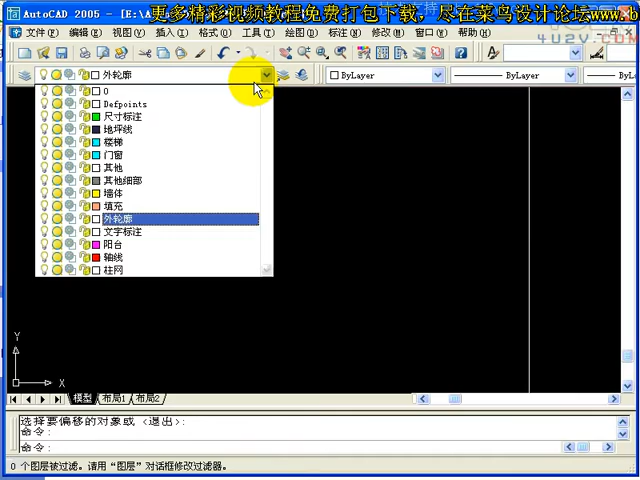 AutoCAD 2005 - [E:\A
更多精彩视频教程免费打包下载，尽在菜鸟设计论坛www.
4U2V.COM
文件(F) 编辑(E) 视图(V) 插入(I) 格式(O) 工具(T) 绘图(D) 标注(N) 修改(M) 窗口(W) 帮助(H)
外轮廓
ByLayer
ByLayer
ByLay
0
Defpoints
尺寸标注
地坪线
楼梯
门窗
其他
其他细部
墙体
填充
外轮廓
文字标注
阳台
轴线
柱网
Y
X
模型 布局1 布局2
选择要偏移的对象或 <退出>:
命令:
命令:
0 个图层被过滤。请用“图层”对话框修改过滤器。